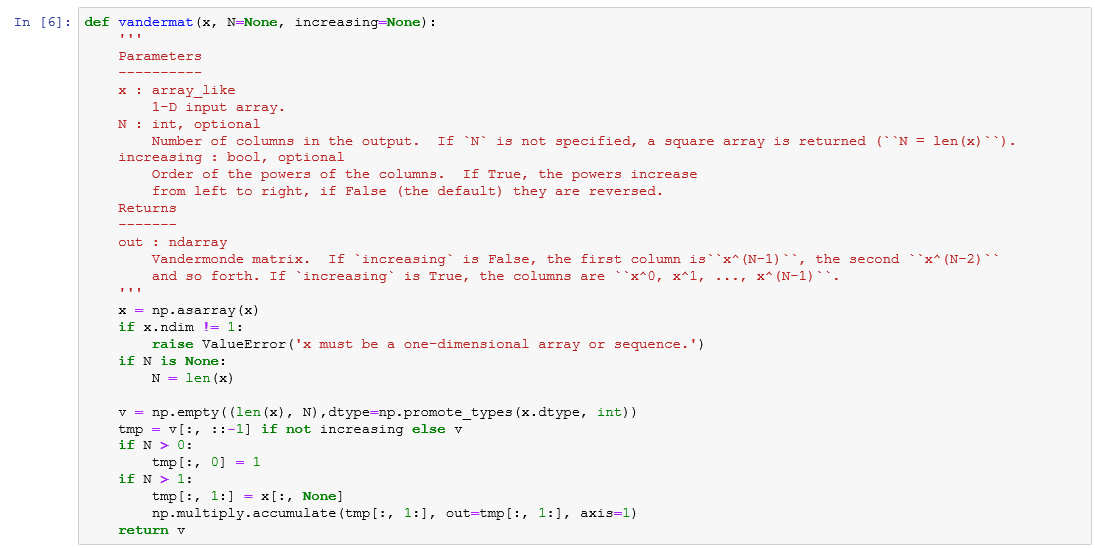 In [6]: def vandermat(x, N=None, increasing=None):
    '''
    Parameters
    ----------
    x : array_like
        1-D input array.
    N : int, optional
        Number of columns in the output.  If `N` is not specified, a square array is returned (``N = len(x)``).
    increasing : bool, optional
        Order of the powers of the columns.  If True, the powers increase
        from left to right, if False (the default) they are reversed.
    Returns
    -------
    out : ndarray
        Vandermonde matrix.  If `increasing` is False, the first column is``x^(N-1)``, the second ``x^(N-2)``
        and so forth. If `increasing` is True, the columns are ``x^0, x^1, ..., x^(N-1)``.
    '''
    x = np.asarray(x)
    if x.ndim != 1:
        raise ValueError('x must be a one-dimensional array or sequence.')
    if N is None:
        N = len(x)

    v = np.empty((len(x), N),dtype=np.promote_types(x.dtype, int))
    tmp = v[:, ::-1] if not increasing else v
    if N > 0:
        tmp[:, 0] = 1
    if N > 1:
        tmp[:, 1:] = x[:, None]
        np.multiply.accumulate(tmp[:, 1:], out=tmp[:, 1:], axis=1)
    return v